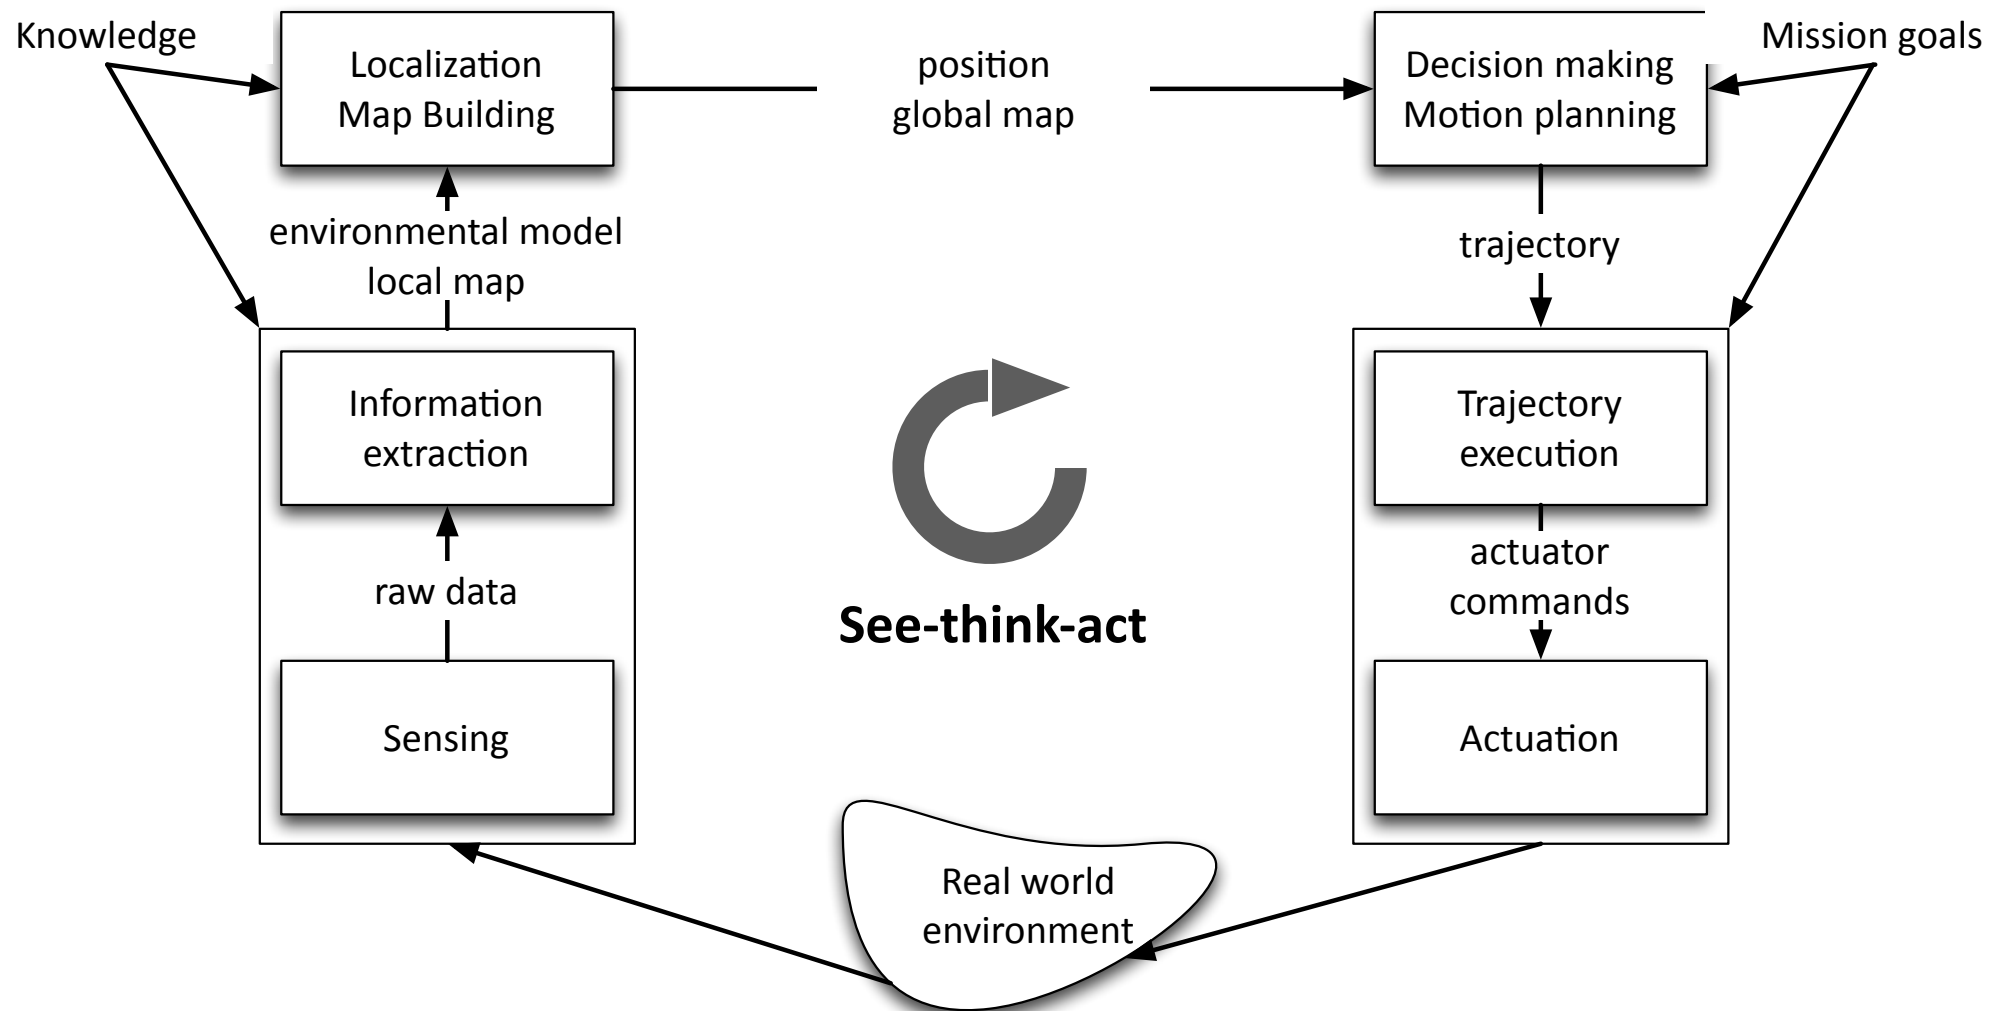 Knowledge
Localization
Map Building
position
global map
Decision making
Motion planning
Mission goals
environmental model
local map
trajectory
Information
extraction
Trajectory
execution
raw data
actuator
commands
See-think-act
Sensing
Actuation
Real world
environment